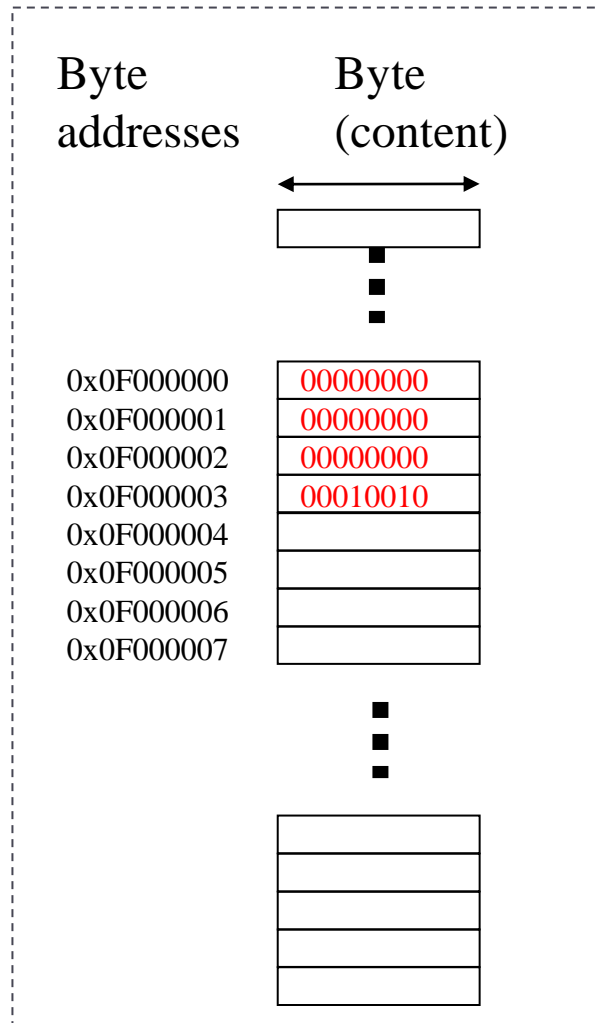 Byte addresses
Byte (content)
0x0F000000 00000000
0x0F000001 00000000
0x0F000002 00000000
0x0F000003 00010010
0x0F000004
0x0F000005
0x0F000006
0x0F000007